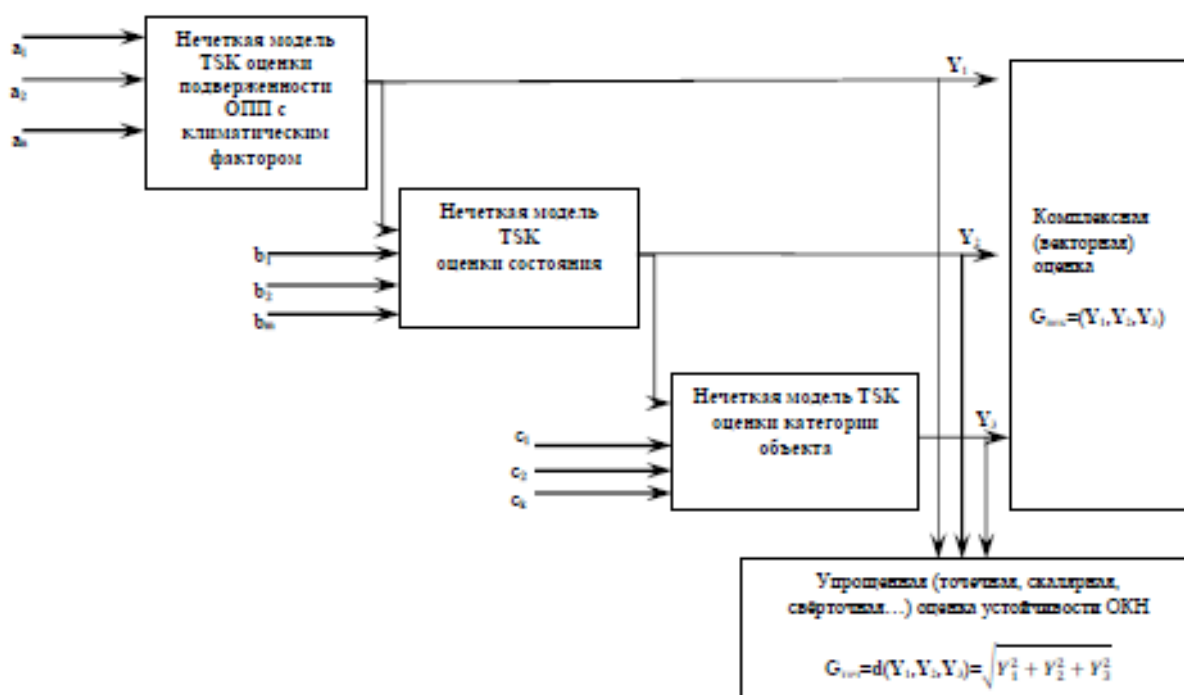 Нечеткая модель
TSK оценки
подверженности
ОПП с
климатическим
фактором
a₁
a₂
aₙ
Y₁
Нечеткая модель
TSK
оценки состояния
b₁
b₂
bₘ
Y₂
Комплексная
(векторная)
оценка
=(Y₁,Y₂,Y₃)
Нечеткая модель TSK
оценки категории
объекта
c₁
c₂
cₖ
Y₃
Упрощенная (точечная, скалярная,
свёрточная…) оценка устойчивости ОКН
=d(Y₁,Y₂,Y₃)=√(Y₁² + Y₂² + Y₃²)